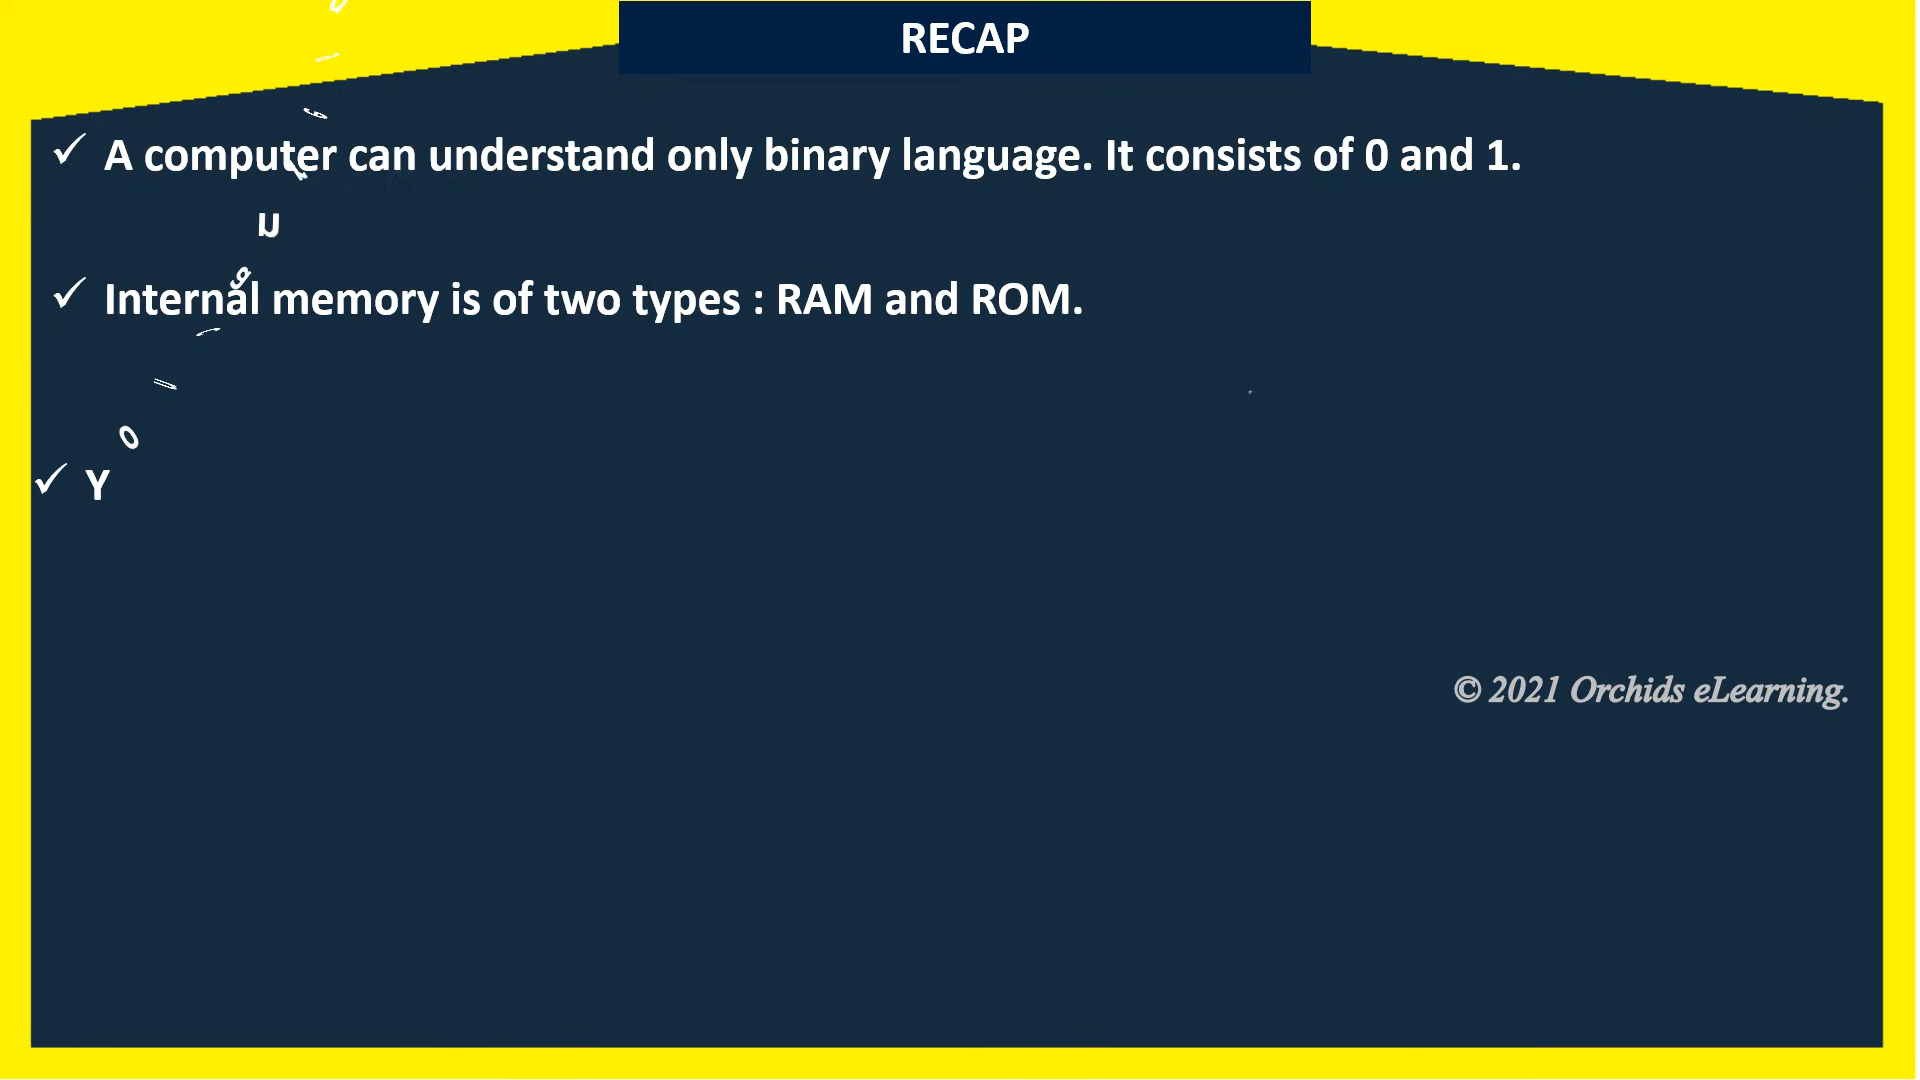 RECAP
✓ A computer can understand only binary language. It consists of 0 and 1.
✓ Internal memory is of two types : RAM and ROM.
✓ Y
© 2021 Orchids eLearning.